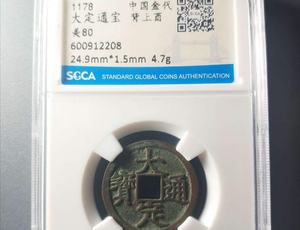 1178 中国金代
大定通宝 背上酉
美80
600912208
24.9mm*1.5mm 4.7g
SGCA STANDARD GLOBAL COINS AUTHENTICATION
大定通寳